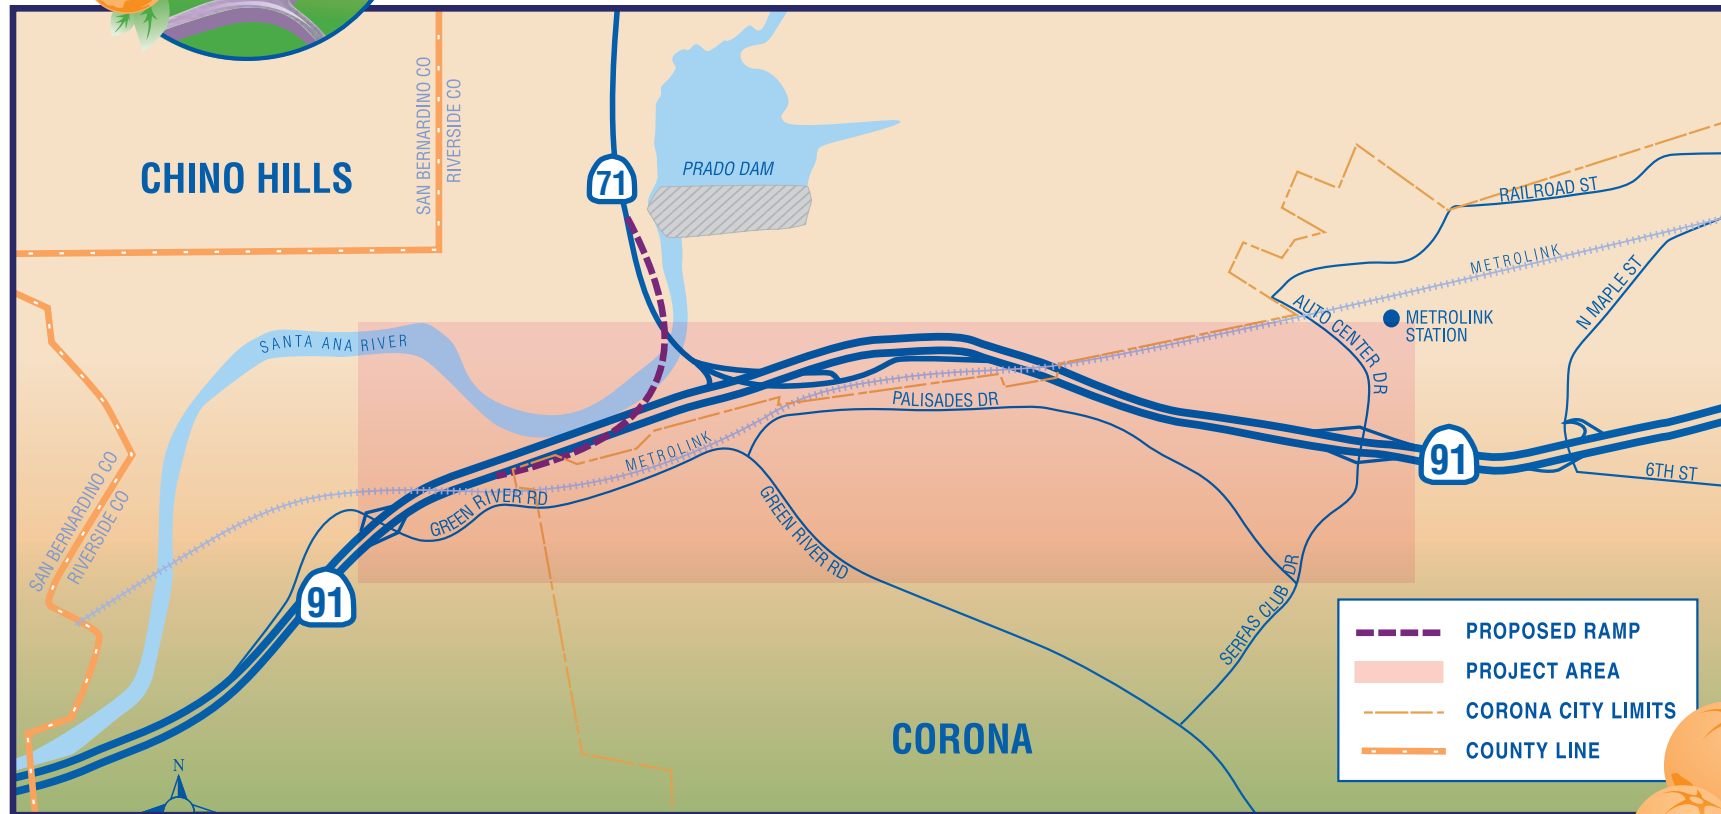 SAN BERNARDINO CO
RIVERSIDE CO
CHINO HILLS
71
PRADO DAM
RAILROAD ST
METROLINK
N MAPLE ST
AUTO CENTER DR
METROLINK
STATION
SANTA ANA RIVER
PALISADES DR
METROLINK
91
6TH ST
GREEN RIVER RD
GREEN RIVER RD
SAN BERNARDINO CO
RIVERSIDE CO
91
SERFAS CLUB DR
CORONA
N
PROPOSED RAMP
PROJECT AREA
CORONA CITY LIMITS
COUNTY LINE